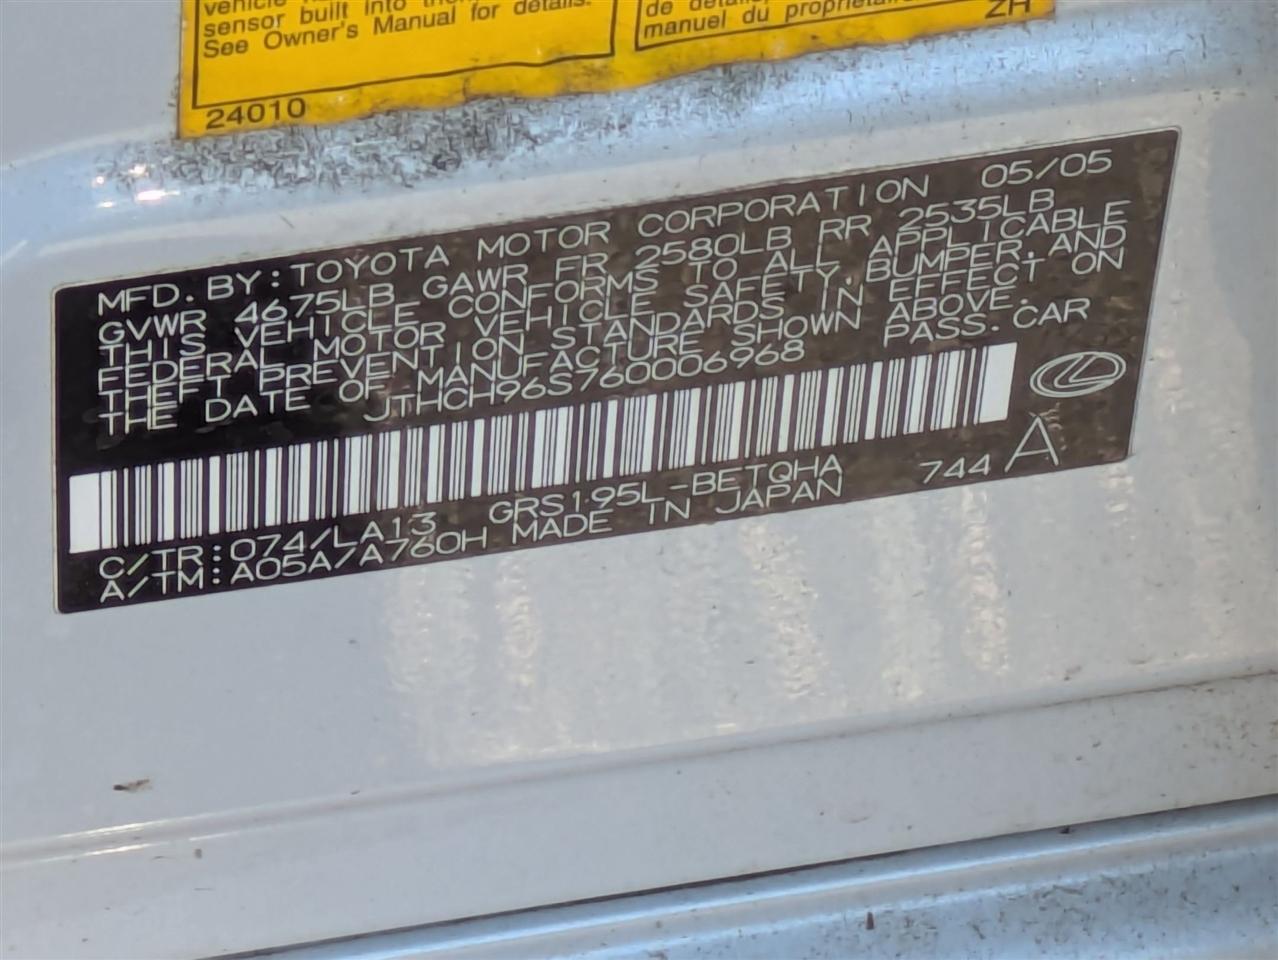 vehicle
sensor built into
See Owner's Manual for details.
24010
de détails,
manuel du propriétaire
ZH
MFD. BY: TOYOTA MOTOR CORPORATION 05/05
GVWR 4675LB GAWR FR 2580LB RR 2535LB
THIS VEHICLE CONFORMS TO ALL APPLICABLE
FEDERAL MOTOR VEHICLE SAFETY, BUMPER, AND
THEFT PREVENTION STANDARDS IN EFFECT ON
THE DATE OF MANUFACTURE SHOWN ABOVE.
JTHCH96S760006968 PASS. CAR
C/TR: 074/LA13 GRS195L-BETQHA 744 A
A/TM: A05A/A760H MADE IN JAPAN